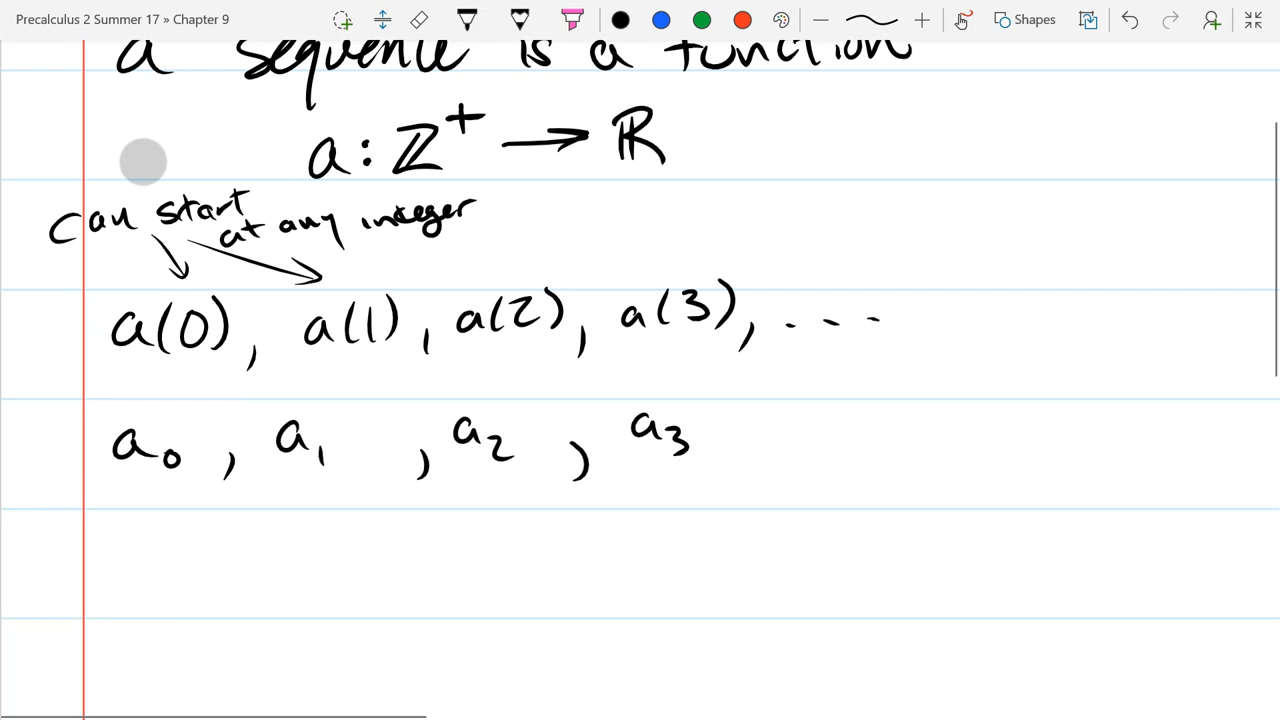 Precalculus 2 Summer 17 » Chapter 9
Shapes
a sequence is a function
a : ℤ⁺ → ℝ
can start
at any integer
a(0), a(1), a(2), a(3), ...
a₀, a₁, a₂, a₃